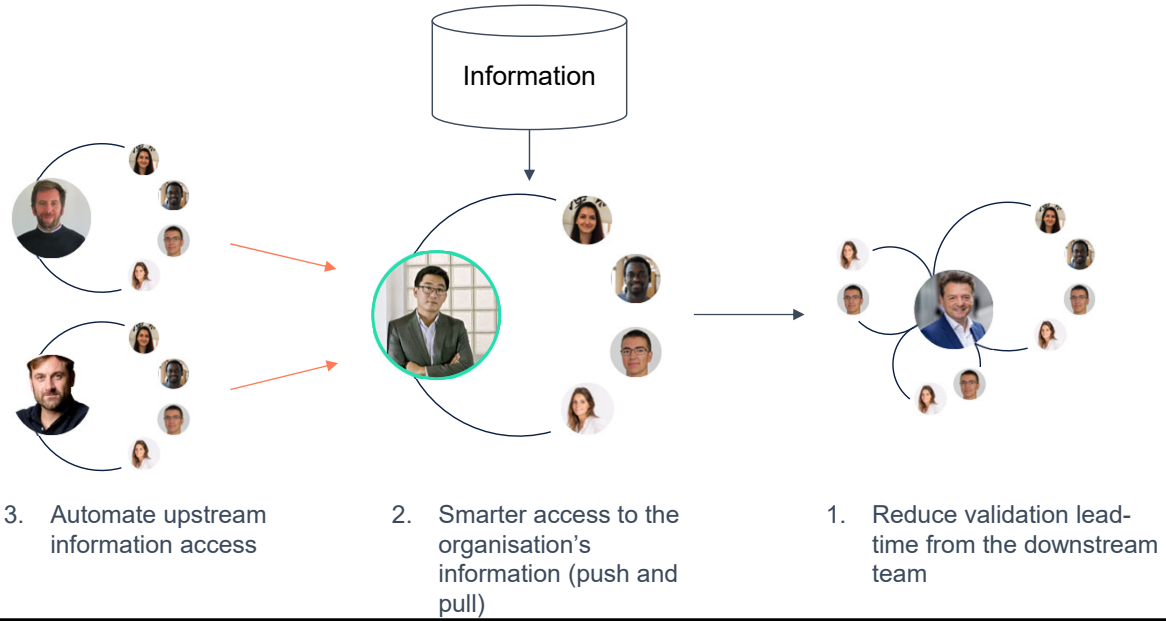 Information
3. Automate upstream
information access
2. Smarter access to the
organisation’s
information (push and
pull)
1. Reduce validation lead-
time from the downstream
team